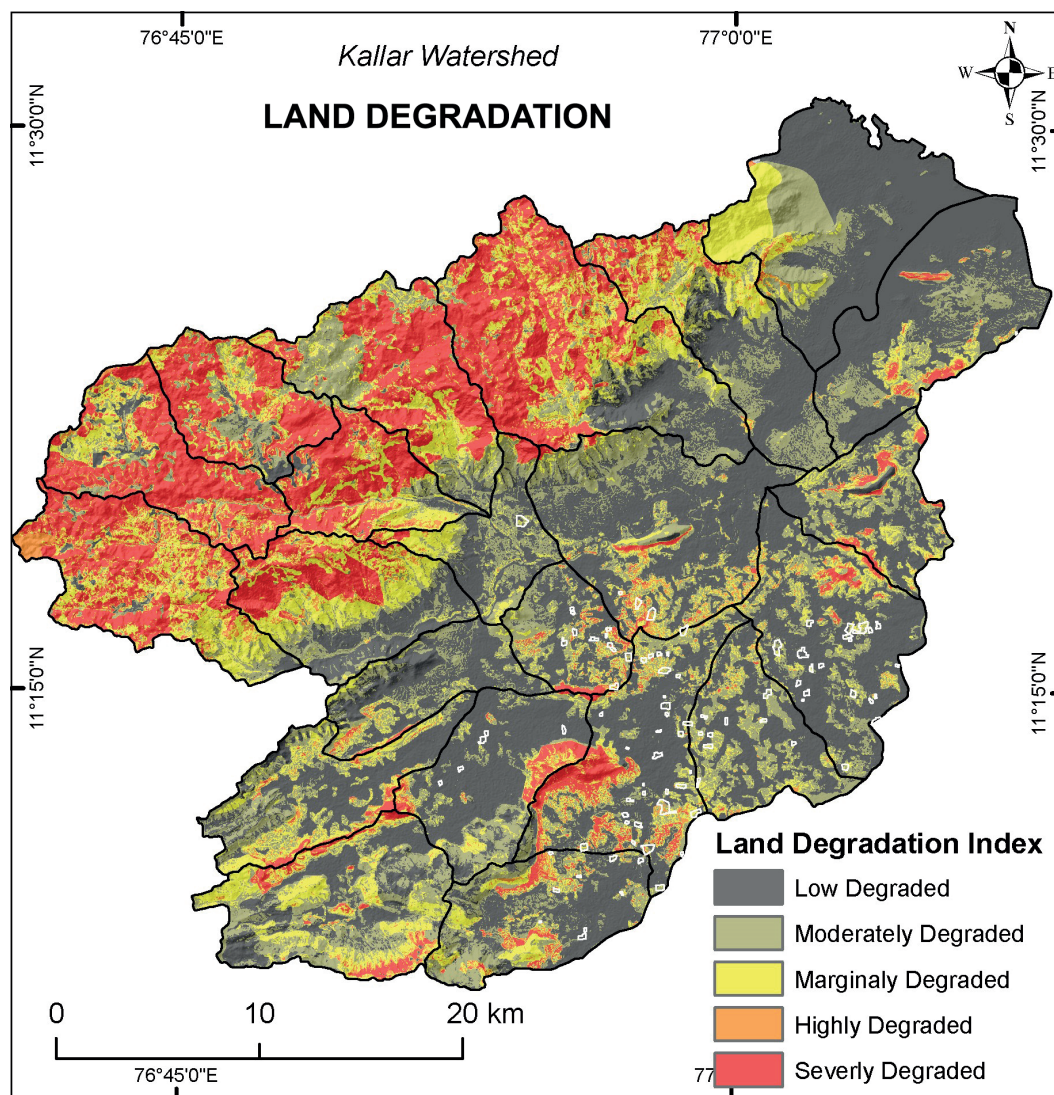 76°45'0"E
77°0'0"E
Kallar Watershed
LAND DEGRADATION
N
W
E
S
11°30'0"N
11°30'0"N
11°15'0"N
11°15'0"N
Land Degradation Index
Low Degraded
Moderately Degraded
Marginaly Degraded
Highly Degraded
Severly Degraded
0
10
20 km
76°45'0"E
77°